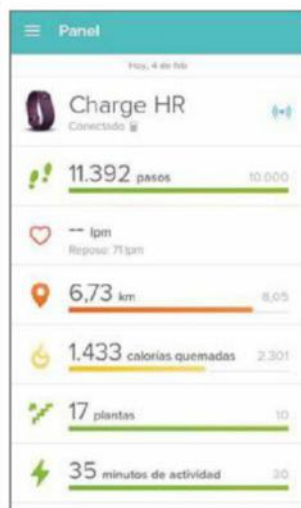 Panel
Hoy, 4 de feb
Charge HR
Conectado
11.392 pasos 10.000
-- lpm
Reposo: 71 lpm
6,73 km 8,05
1.433 calorías quemadas 2.301
17 plantas 10
35 minutos de actividad 30